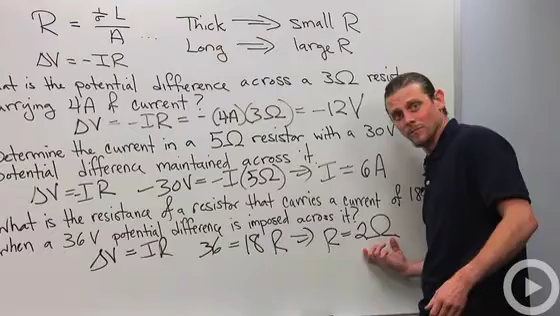 R = 1/σ L / A ... Thick ⇒ small R
ΔV = -IR Long ⇒ large R
at is the potential difference across a 3Ω resist
arrying 4A of current?
ΔV = -IR = -(4A)(3Ω) = -12V
Determine the current in a 5Ω resistor with a 30V
potential difference maintained across it.
ΔV = IR -30V = -I(5Ω) ⇒ I = 6A
What is the resistance of a resistor that carries a current of 18
when a 36V potential difference is imposed across it?
ΔV = IR 36 = 18 R ⇒ R = 2Ω